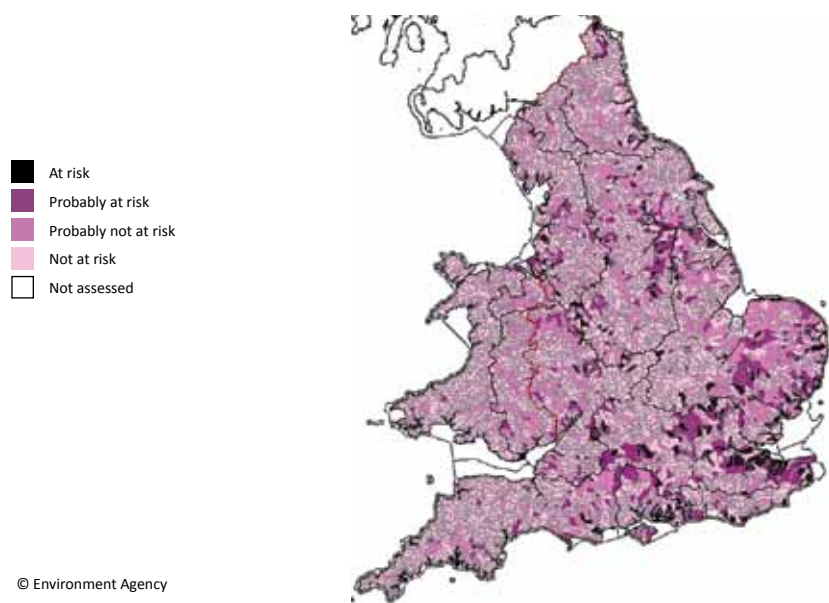 At risk
Probably at risk
Probably not at risk
Not at risk
Not assessed
© Environment Agency